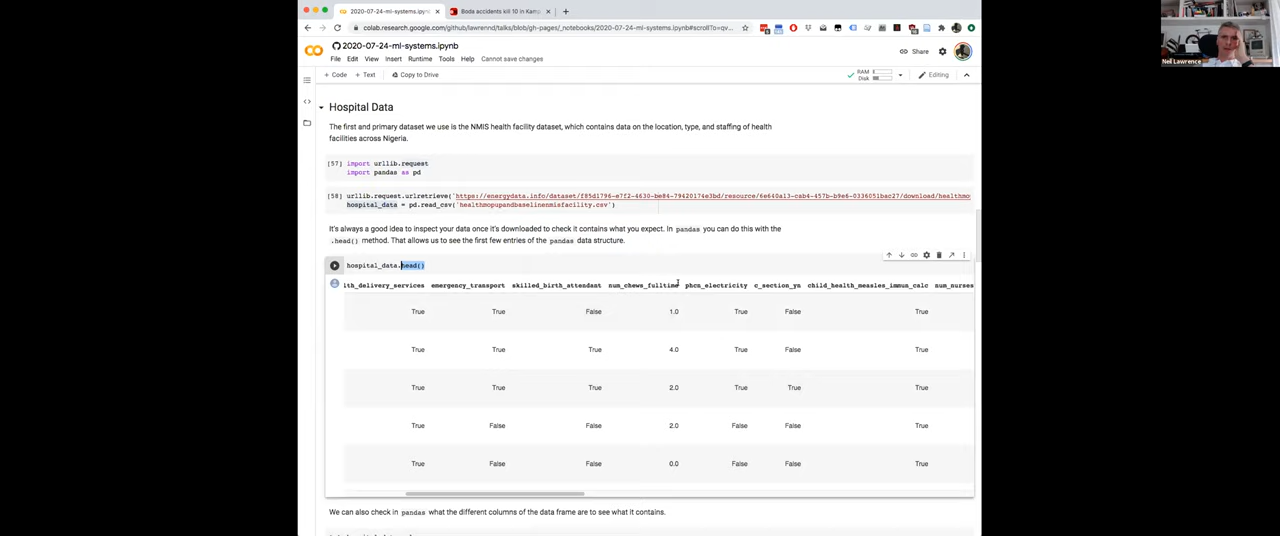 2020-07-24-ml-systems.ipynb
Boda accidents kill 10 in Kam
colab.research.google.com/github/lawrennd/talks/blob/gh-pages/_notebooks/2020-07-24-ml-systems.ipynb#scrollTo=qv...
2020-07-24-ml-systems.ipynb
Share
File Edit View Insert Runtime Tools Help Cannot save changes
+ Code + Text Copy to Drive
RAM
Disk
Editing
Neil Lawrence
Hospital Data
The first and primary dataset we use is the NMIS health facility dataset, which contains data on the location, type, and staffing of health
facilities across Nigeria.
[57] import urllib.request
import pandas as pd
[58] urllib.request.urlretrieve('https://energydata.info/dataset/f85d1796-e7f2-4630-be84-79420174e3bd/resource/6e640a13-cab4-457b-b9e6-0336051bac27/download/healthmo
hospital_data = pd.read_csv('healthmopupandbaselinenmisfacility.csv')
It's always a good idea to inspect your data once it's downloaded to check it contains what you expect. In pandas you can do this with the
.head() method. That allows us to see the first few entries of the pandas data structure.
hospital_data.head()
lth_delivery_services emergency_transport skilled_birth_attendant num_chews_fulltime phcn_electricity c_section_yn child_health_measles_immun_calc num_nurses
True True False 1.0 True False True
True True True 4.0 True False True
True True True 2.0 True True True
True False False 2.0 False False True
True False False 0.0 False False True
We can also check in pandas what the different columns of the data frame are to see what it contains.